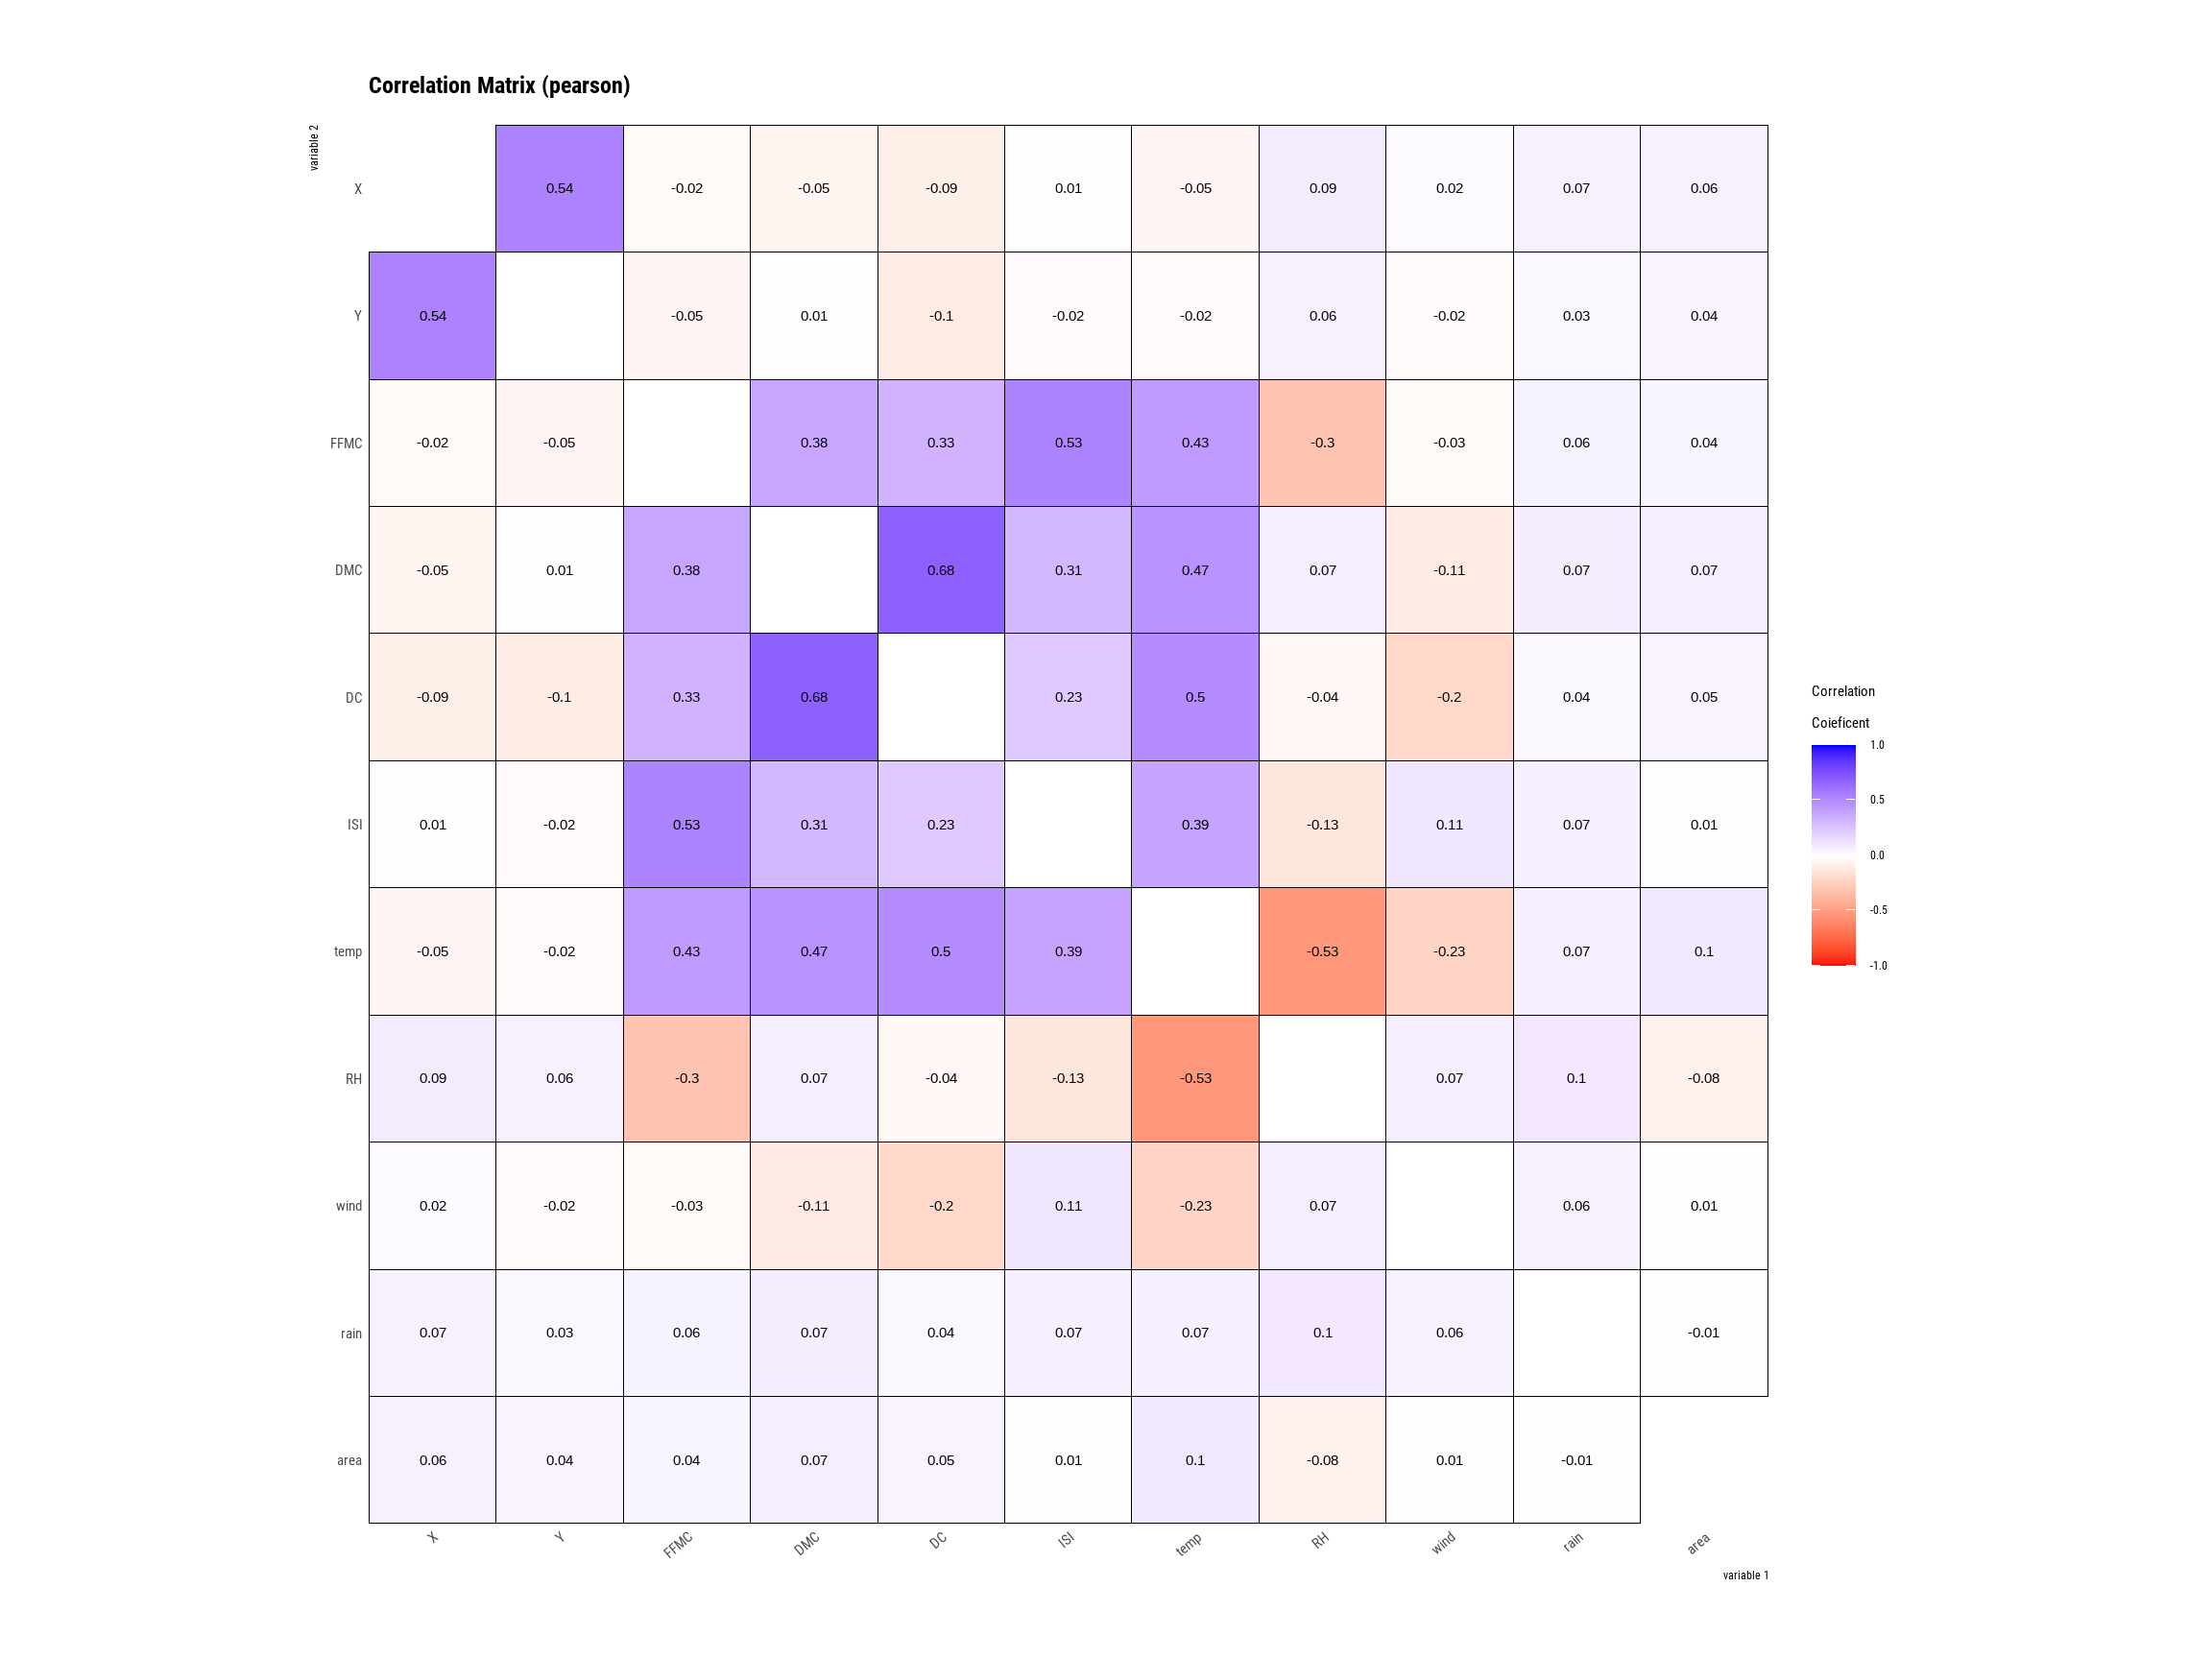 Correlation Matrix (pearson)
variable 2
X 0.54 -0.02 -0.05 -0.09 0.01 -0.05 0.09 0.02 0.07 0.06
Y 0.54 -0.05 0.01 -0.1 -0.02 -0.02 0.06 -0.02 0.03 0.04
FFMC -0.02 -0.05 0.38 0.33 0.53 0.43 -0.3 -0.03 0.06 0.04
DMC -0.05 0.01 0.38 0.68 0.31 0.47 0.07 -0.11 0.07 0.07
DC -0.09 -0.1 0.33 0.68 0.23 0.5 -0.04 -0.2 0.04 0.05
ISI 0.01 -0.02 0.53 0.31 0.23 0.39 -0.13 0.11 0.07 0.01
temp -0.05 -0.02 0.43 0.47 0.5 0.39 -0.53 -0.23 0.07 0.1
RH 0.09 0.06 -0.3 0.07 -0.04 -0.13 -0.53 0.07 0.1 -0.08
wind 0.02 -0.02 -0.03 -0.11 -0.2 0.11 -0.23 0.07 0.06 0.01
rain 0.07 0.03 0.06 0.07 0.04 0.07 0.07 0.1 0.06 -0.01
area 0.06 0.04 0.04 0.07 0.05 0.01 0.1 -0.08 0.01 -0.01
X Y FFMC DMC DC ISI temp RH wind rain area
variable 1
Correlation
Coieficent
1.0
0.5
0.0
-0.5
-1.0